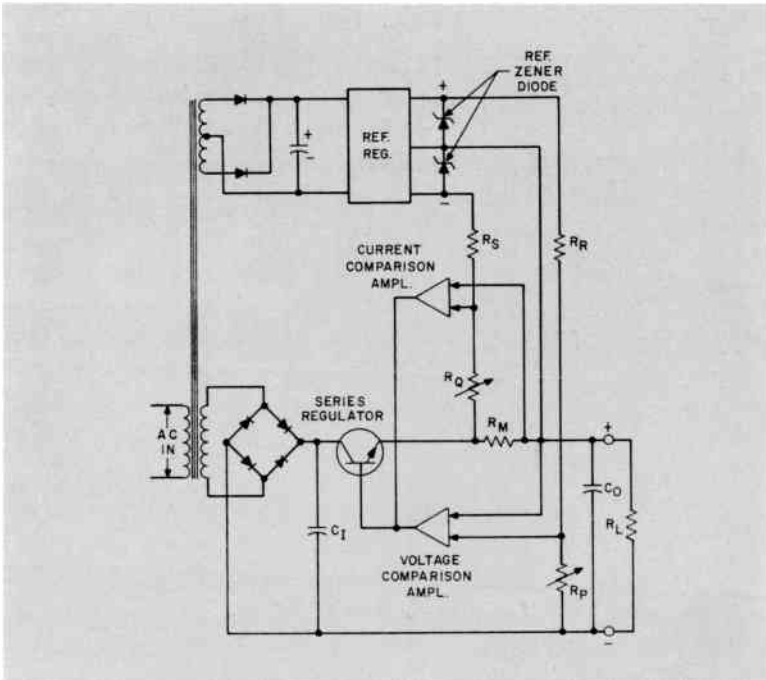 REF.
ZENER
DIODE
+
+
-
REF.
REG.
-
RS
RR
CURRENT
COMPARISON
AMPL.
RQ
SERIES
REGULATOR
RM
+
AC
IN
CO
RL
CI
VOLTAGE
COMPARISON
AMPL.
RP
-